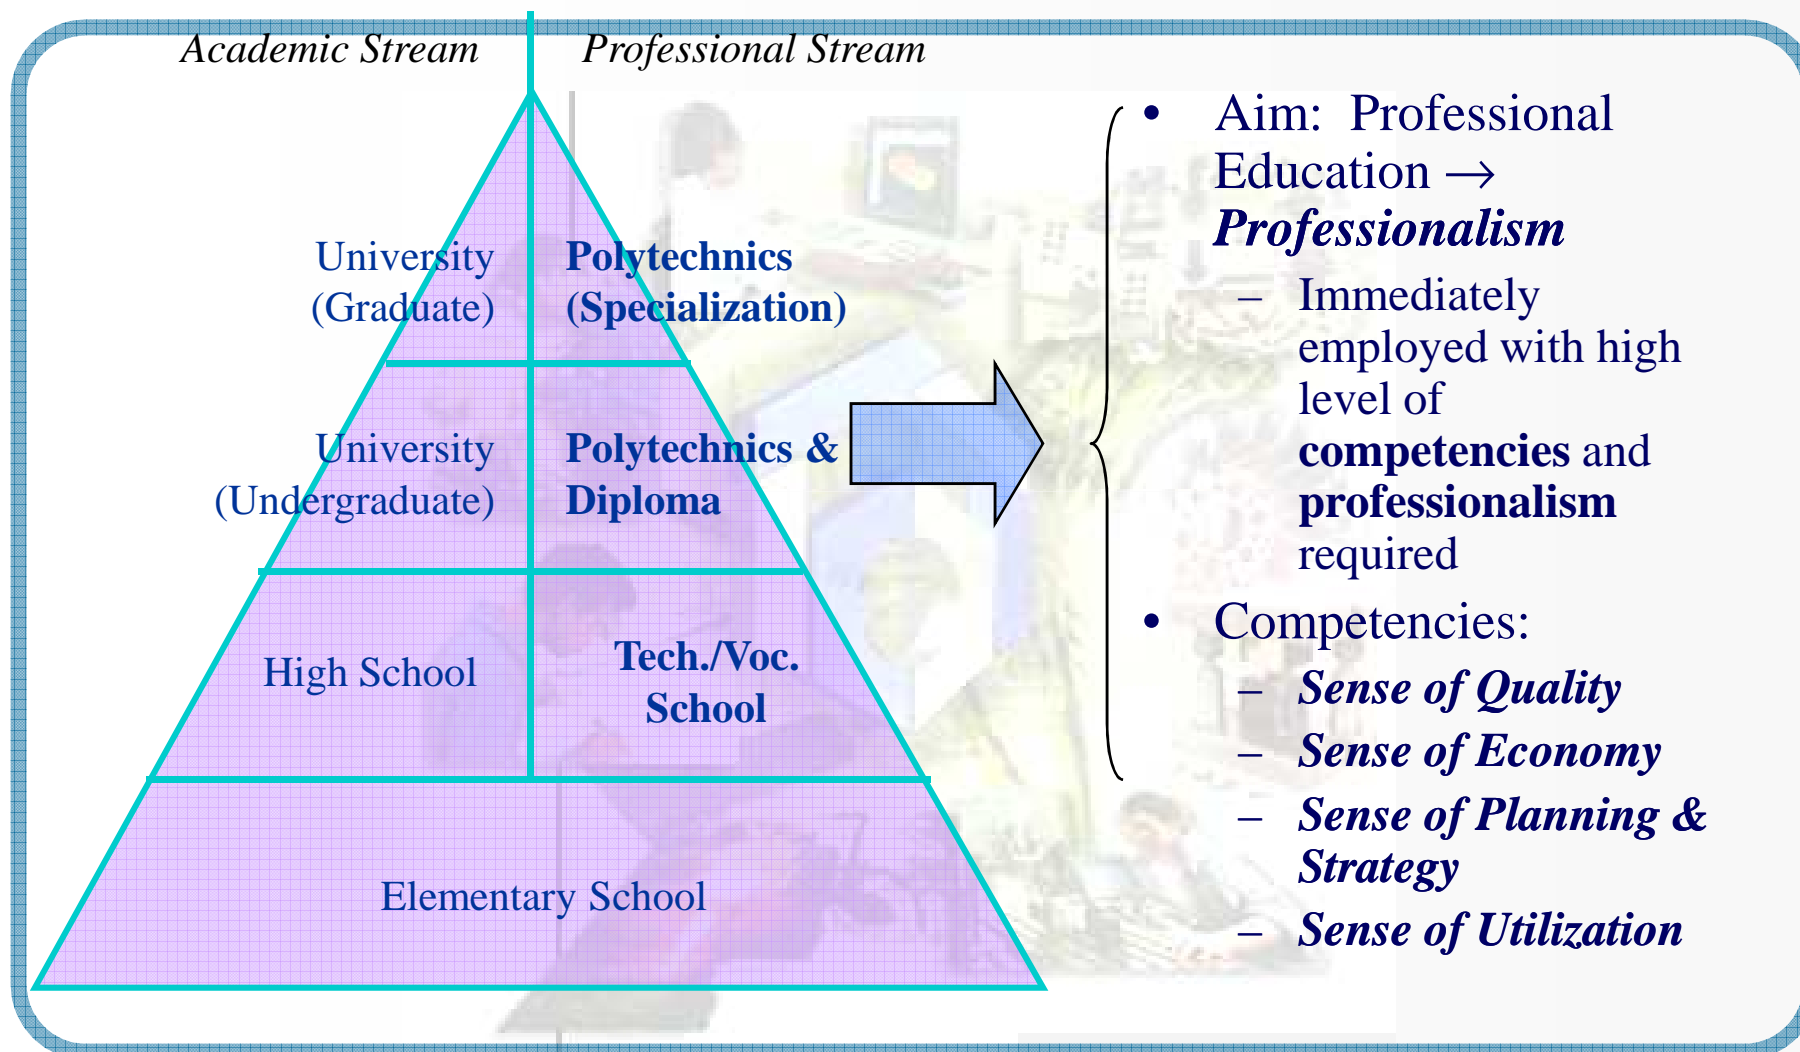 Academic Stream
Professional Stream
University
(Graduate)
Polytechnics
(Specialization)
University
(Undergraduate)
Polytechnics &
Diploma
High School
Tech./Voc.
School
Elementary School
• Aim: Professional
Education →
Professionalism
– Immediately
employed with high
level of
competencies and
professionalism
required
• Competencies:
– Sense of Quality
– Sense of Economy
– Sense of Planning &
Strategy
– Sense of Utilization